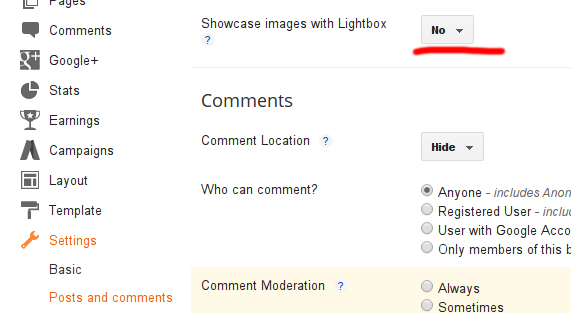 Pages
Comments
Google+
Stats
Earnings
Campaigns
Layout
Template
Settings
Basic
Posts and comments
Showcase images with Lightbox
?
No
Comments
Comment Location ?
Hide
Who can comment?
Anyone - includes Anon
Registered User - inclu
User with Google Acco
Only members of this b
Comment Moderation ?
Always
Sometimes